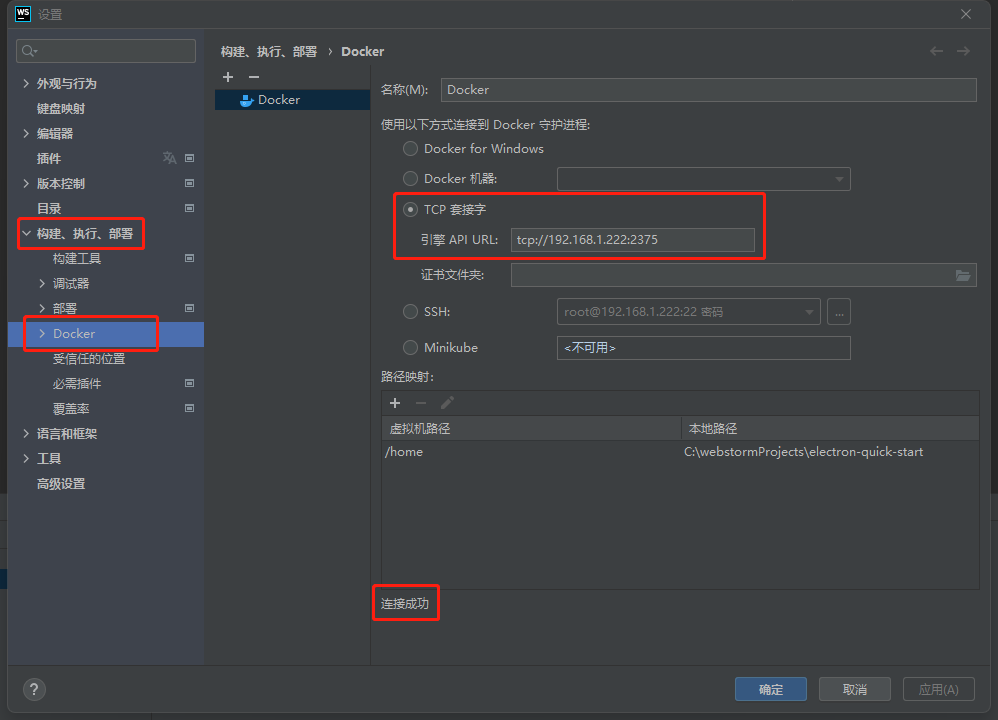 WS 设置
构建、执行、部署 › Docker
外观与行为
键盘映射
编辑器
插件
版本控制
目录
构建、执行、部署
构建工具
调试器
部署
Docker
受信任的位置
必需插件
覆盖率
语言和框架
工具
高级设置
Docker
名称(M): Docker
使用以下方式连接到 Docker 守护进程:
Docker for Windows
Docker 机器:
TCP 套接字
引擎 API URL: tcp://192.168.1.222:2375
证书文件夹:
SSH: root@192.168.1.222:22 密码 ...
Minikube <不可用>
路径映射:
虚拟机路径 本地路径
/home C:\webstormProjects\electron-quick-start
连接成功
? 确定 取消 应用(A)